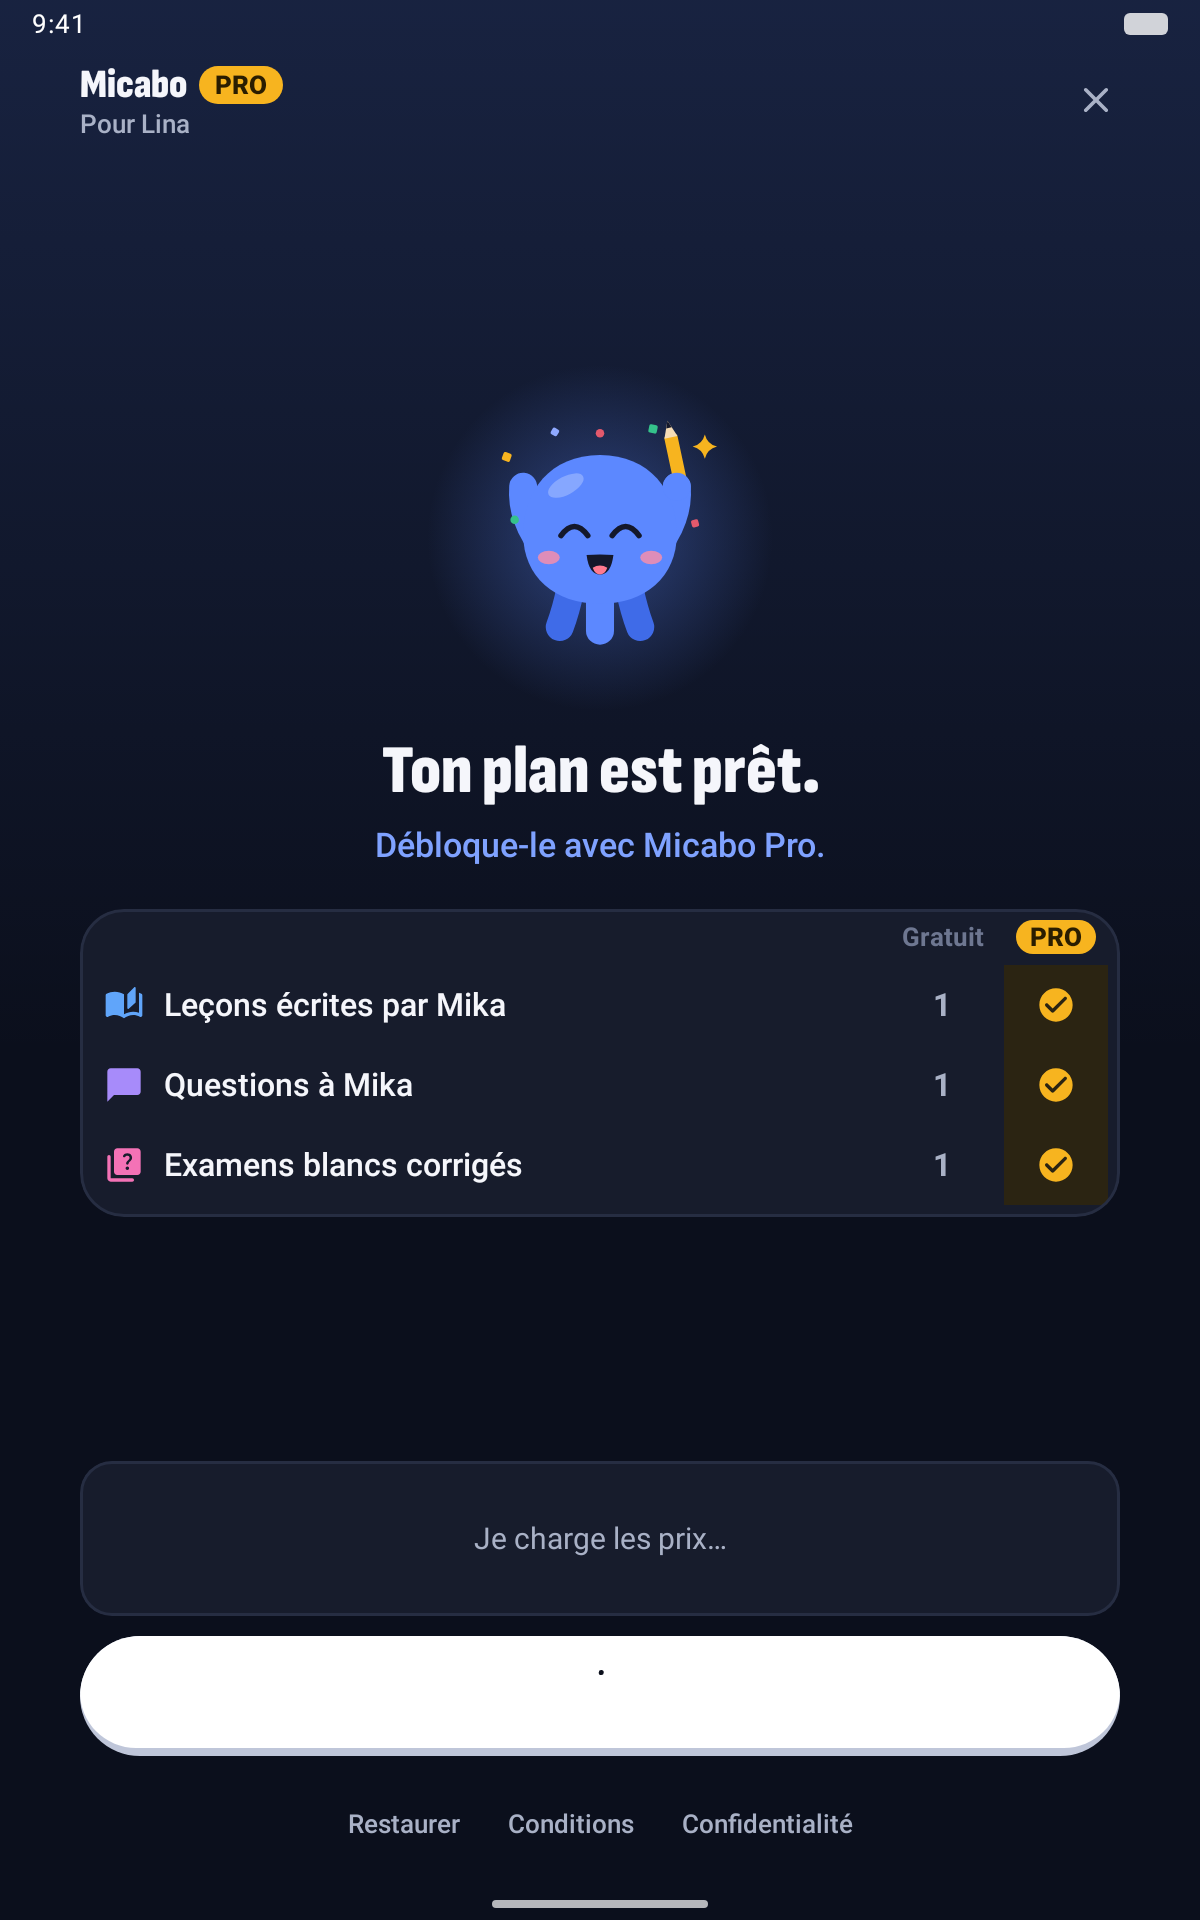 9:41
Micabo PRO
Pour Lina
Ton plan est prêt.
Débloque-le avec Micabo Pro.
Gratuit PRO
Leçons écrites par Mika 1
Questions à Mika 1
Examens blancs corrigés 1
Je charge les prix...
Restaurer Conditions Confidentialité